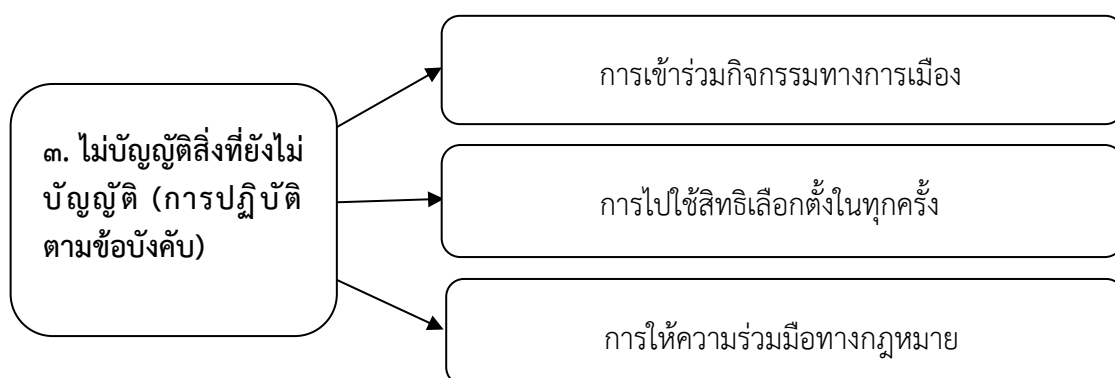 ๓. ไม่บัญญัติสิ่งที่ยังไม่
บัญญัติ (การปฏิบัติ
ตามข้อบังคับ)
การเข้าร่วมกิจกรรมทางการเมือง
การไปใช้สิทธิเลือกตั้งในทุกครั้ง
การให้ความร่วมมือทางกฎหมาย